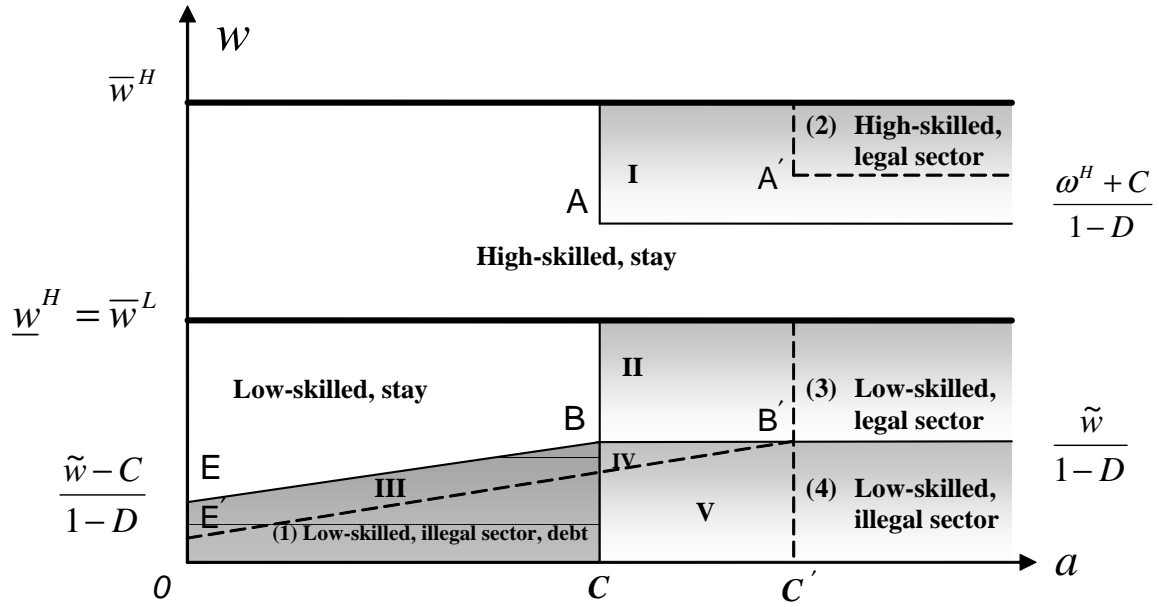 w
w̅ᴴ
(2) High-skilled,
legal sector
I
A′
A
ωᴴ + C
1 − D
High-skilled, stay
w̲ᴴ = w̅ᴸ
II
Low-skilled, stay
(3) Low-skilled,
legal sector
B
B′
w̃
1 − D
E
IV
w̃ − C
1 − D
III
E′
V
(4) Low-skilled,
illegal sector
(1) Low-skilled, illegal sector, debt
0
C
C′
a